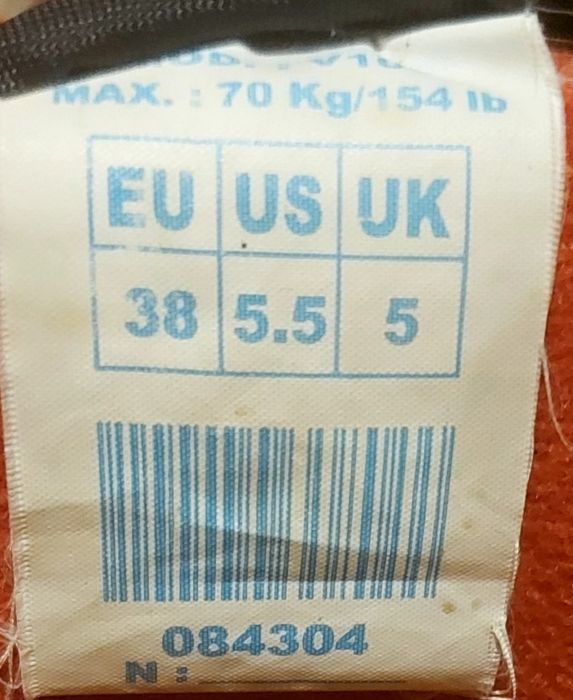 MAX. : 70 Kg/154 lb
EU US UK
38 5.5 5
084304
N :